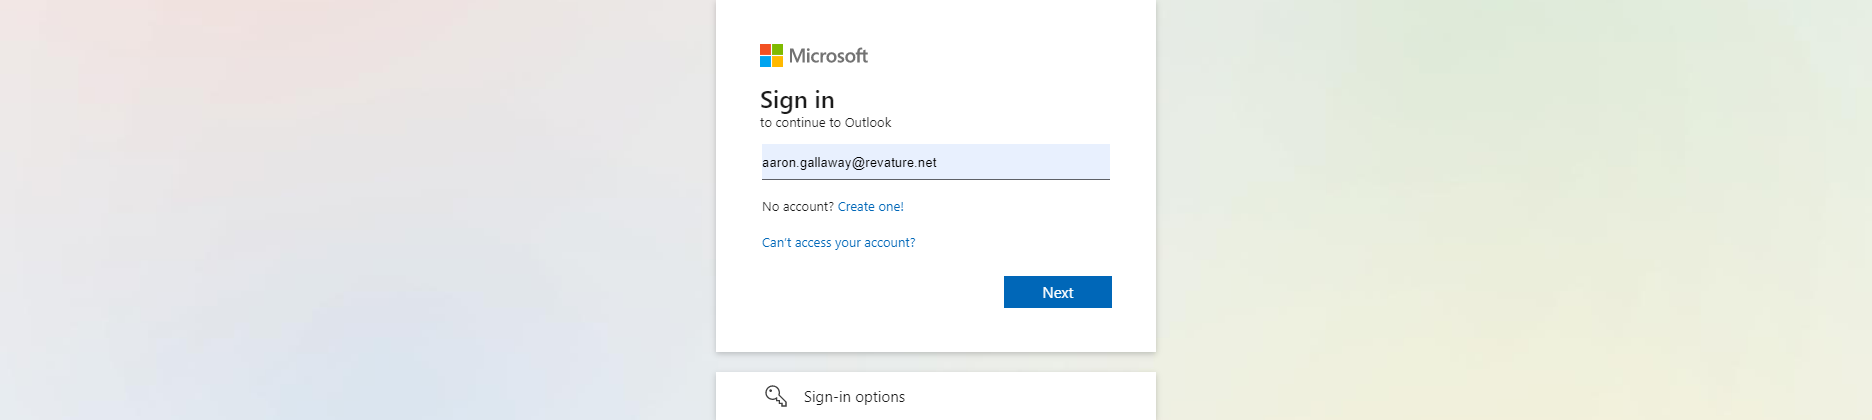 Microsoft
Sign in
to continue to Outlook
aaron.gallaway@revature.net
No account? Create one!
Can't access your account?
Next
Sign-in options